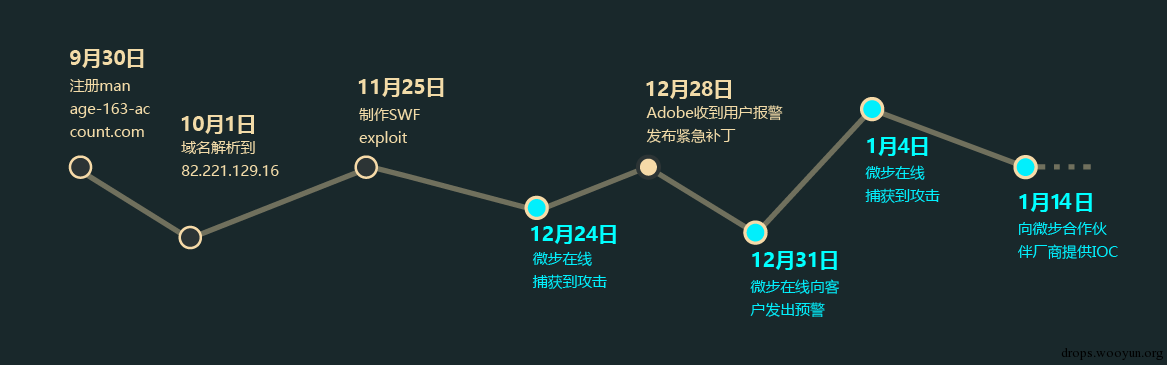 9月30日
注册man
age-163-ac
count.com
10月1日
域名解析到
82.221.129.16
11月25日
制作SWF
exploit
12月24日
微步在线
捕获到攻击
12月28日
Adobe收到用户报警
发布紧急补丁
12月31日
微步在线向客
户发出预警
1月4日
微步在线
捕获到攻击
1月14日
向微步合作伙
伴厂商提供IOC
drops.wooyun.org